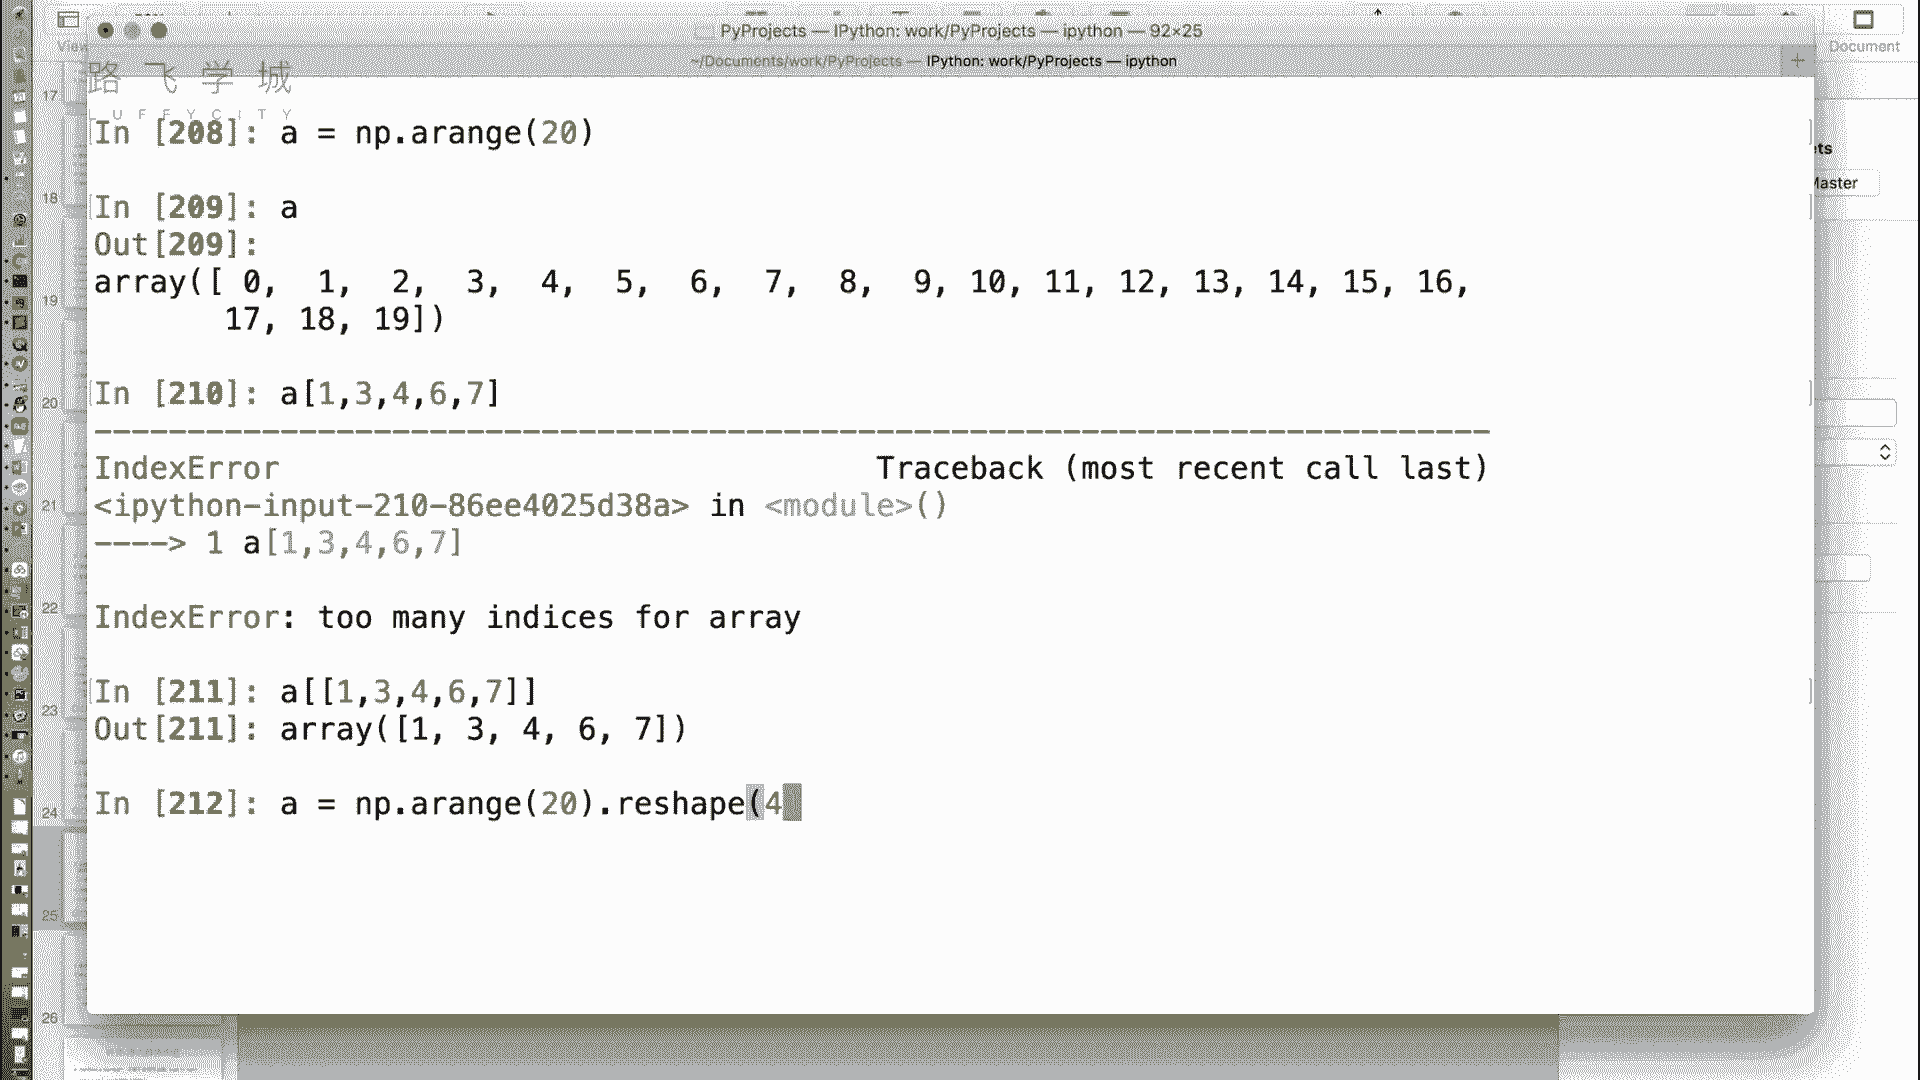 PyProjects — IPython: work/PyProjects — ipython — 92×25
View
Document
~/Documents/work/PyProjects — IPython: work/PyProjects — ipython
路飞学城
LUFFYCITY
In [208]: a = np.arange(20)
In [209]: a
Out[209]:
array([ 0,  1,  2,  3,  4,  5,  6,  7,  8,  9, 10, 11, 12, 13, 14, 15, 16,
       17, 18, 19])
In [210]: a[1,3,4,6,7]
---------------------------------------------------------------------------
IndexError                                Traceback (most recent call last)
<ipython-input-210-86ee4025d38a> in <module>()
----> 1 a[1,3,4,6,7]
IndexError: too many indices for array
In [211]: a[[1,3,4,6,7]]
Out[211]: array([1, 3, 4, 6, 7])
In [212]: a = np.arange(20).reshape(4
17
18
19
20
21
22
23
24
25
26